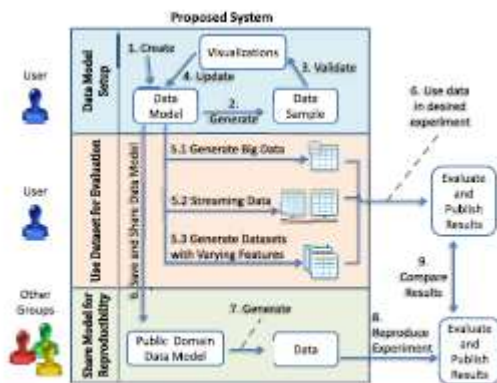 Proposed System
User
Data Model
Setup
1. Create
Visualizations
4. Update
3. Validate
Data
Model
2.
Generate
Data
Sample
6. Use data
in desired
experiment
User
Use Dataset for Evaluation
6. Save and Share Data Model
5.1 Generate Big Data
5.2 Streaming Data
5.3 Generate Datasets
with Varying Features
Evaluate
and
Publish
Results
9.
Compare
Results
Other
Groups
Share Model for
Reproducibility
7. Generate
Public Domain
Data Model
Data
8.
Reproduce
Experiment
Evaluate
and
Publish
Results